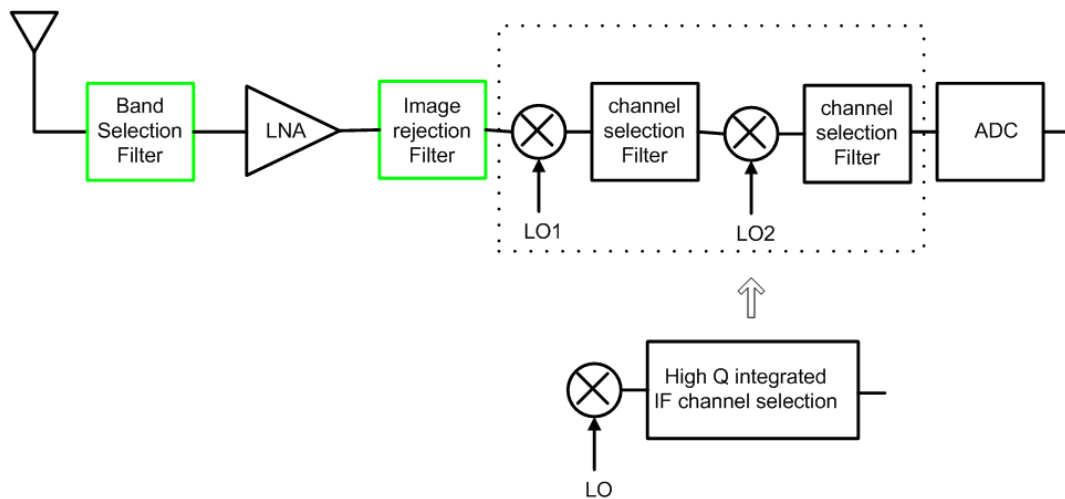 Band
Selection
Filter
LNA
Image
rejection
Filter
channel
selection
Filter
channel
selection
Filter
ADC
LO1
LO2
High Q integrated
IF channel selection
LO